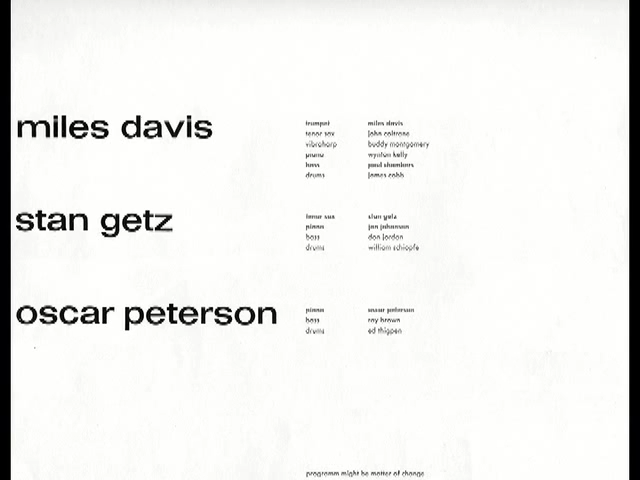 miles davis
trumpet miles davis
tenor sax john coltrane
vibraharp buddy montgomery
piano wynton kelly
bass paul chambers
drums james cobb
stan getz
tenor sax stan getz
piano jan johansson
bass don jordan
drums william schiopfe
oscar peterson
piano oscar peterson
bass ray brown
drums ed thigpen
programm might be matter of change